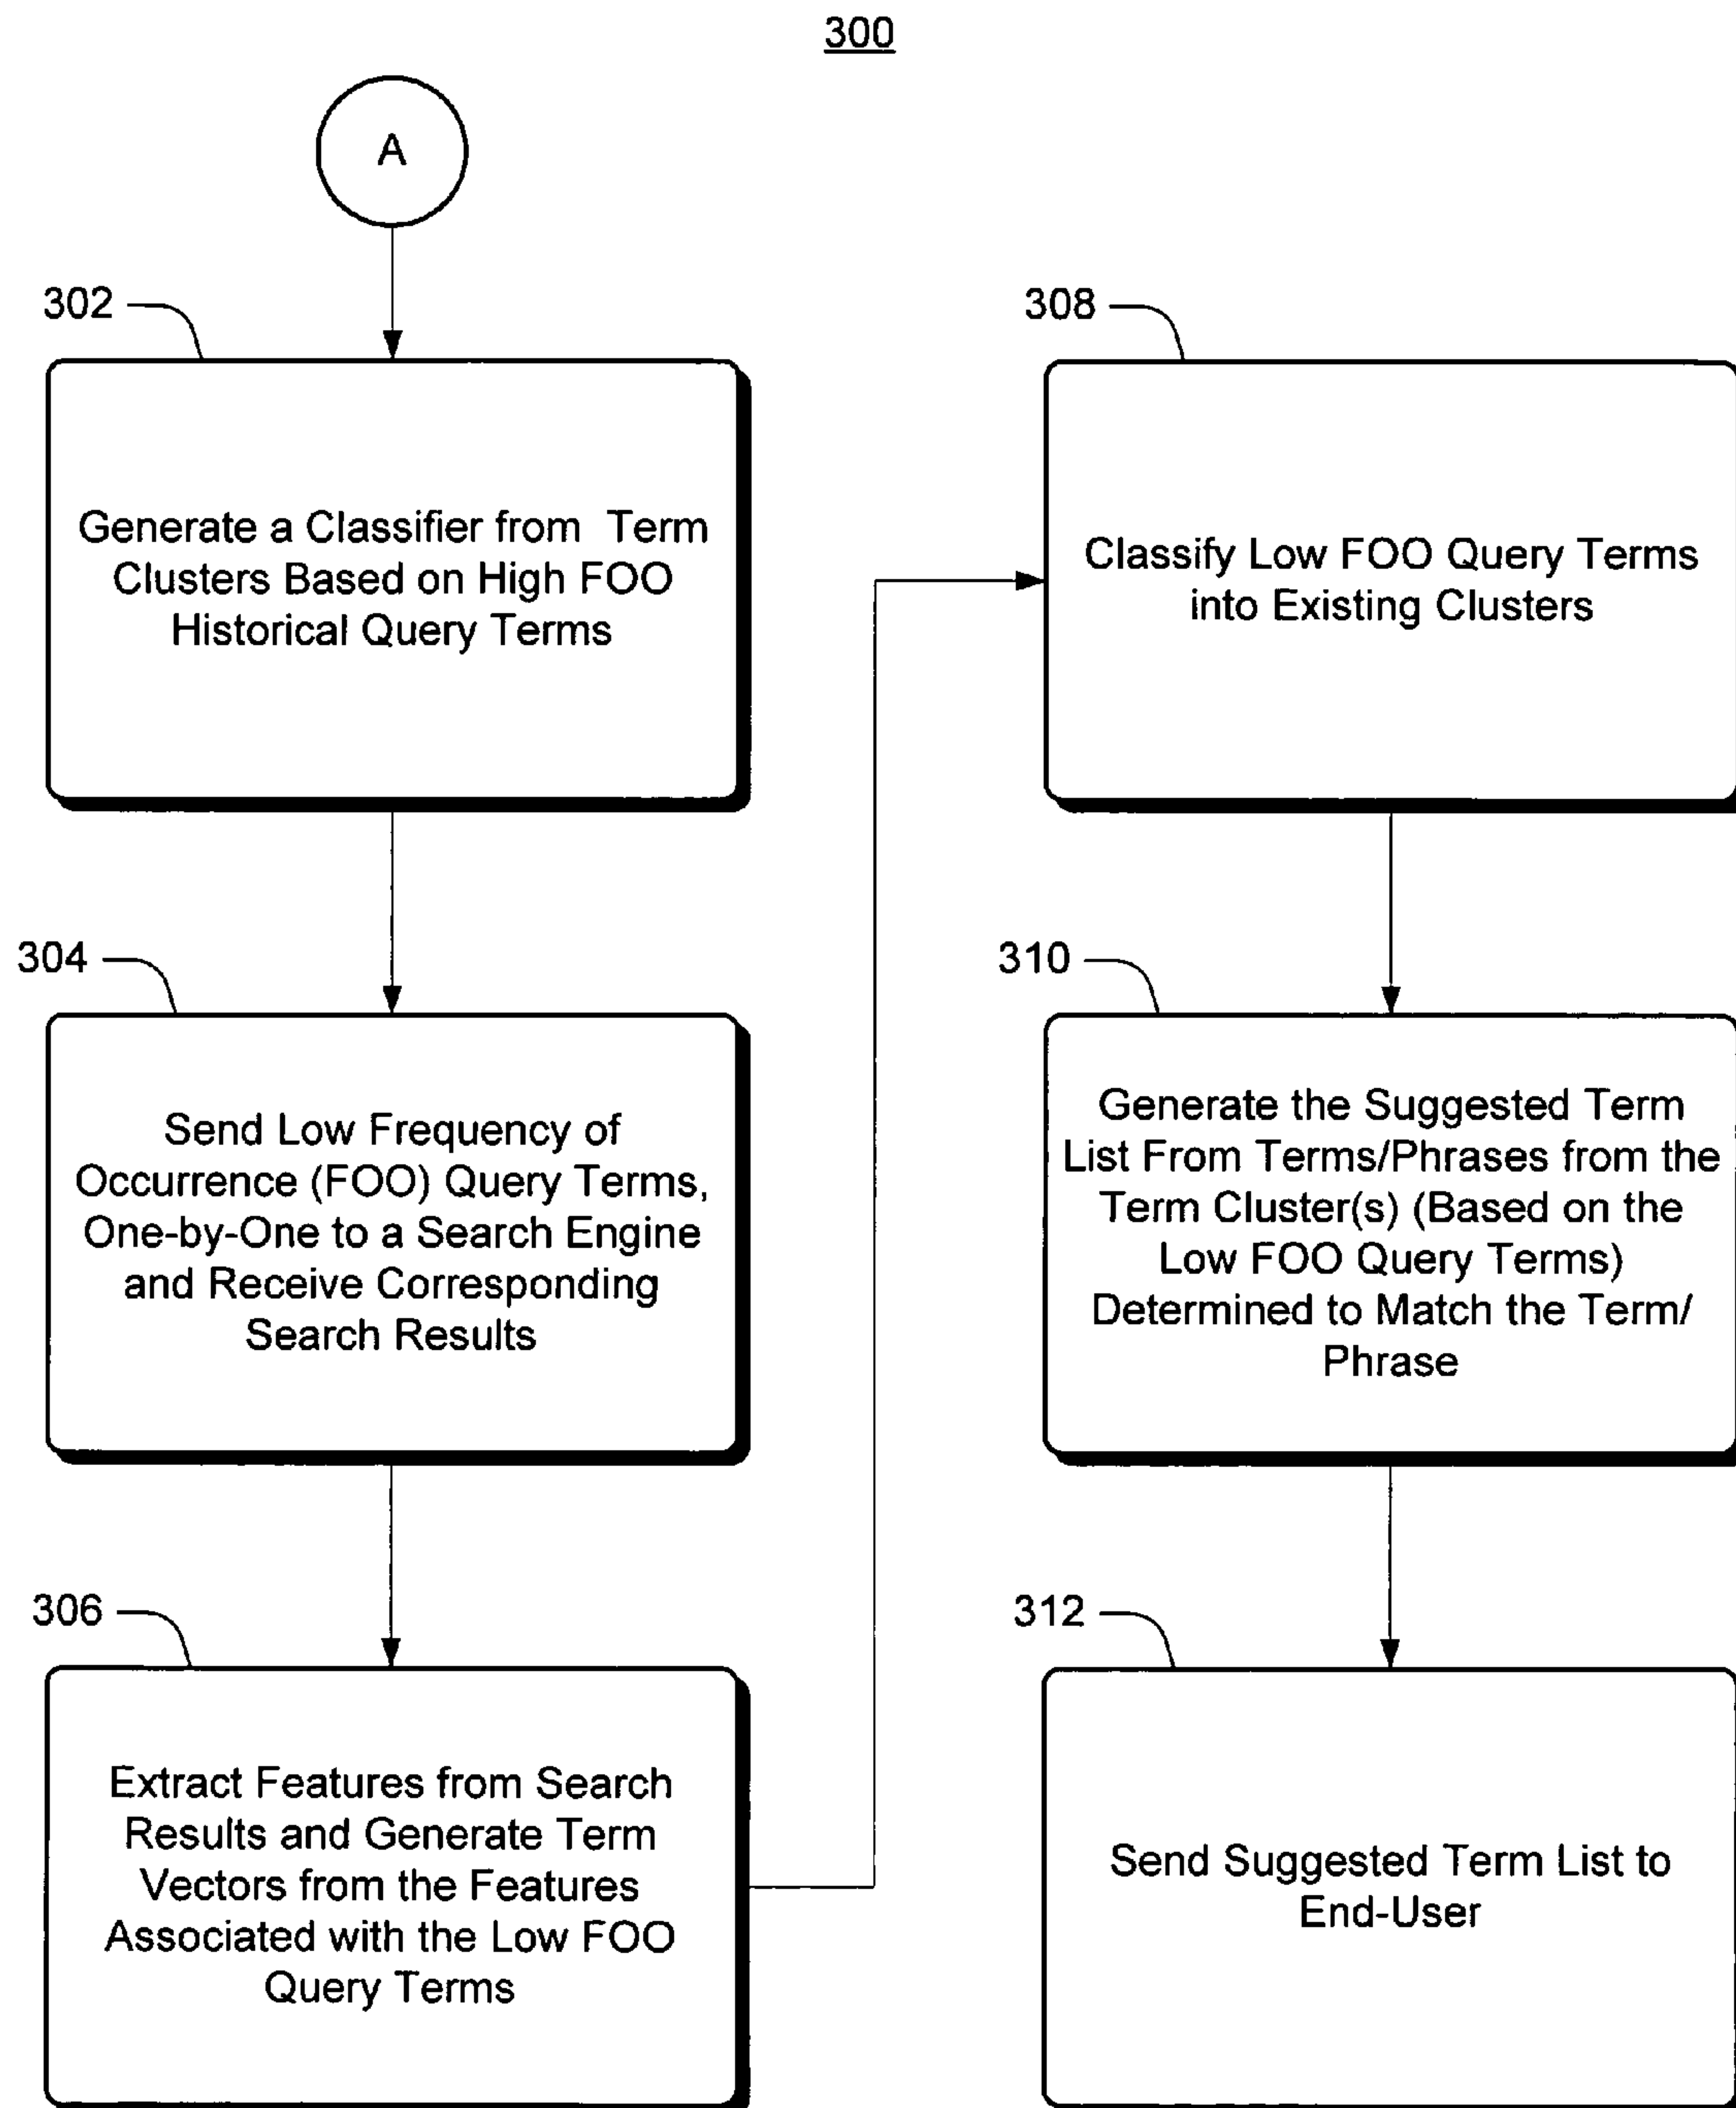 300
A
302
Generate a Classifier from Term
Clusters Based on High FOO
Historical Query Terms
304
Send Low Frequency of
Occurrence (FOO) Query Terms,
One-by-One to a Search Engine
and Receive Corresponding
Search Results
306
Extract Features from Search
Results and Generate Term
Vectors from the Features
Associated with the Low FOO
Query Terms
308
Classify Low FOO Query Terms
into Existing Clusters
310
Generate the Suggested Term
List From Terms/Phrases from the
Term Cluster(s) (Based on the
Low FOO Query Terms)
Determined to Match the Term/
Phrase
312
Send Suggested Term List to
End-User